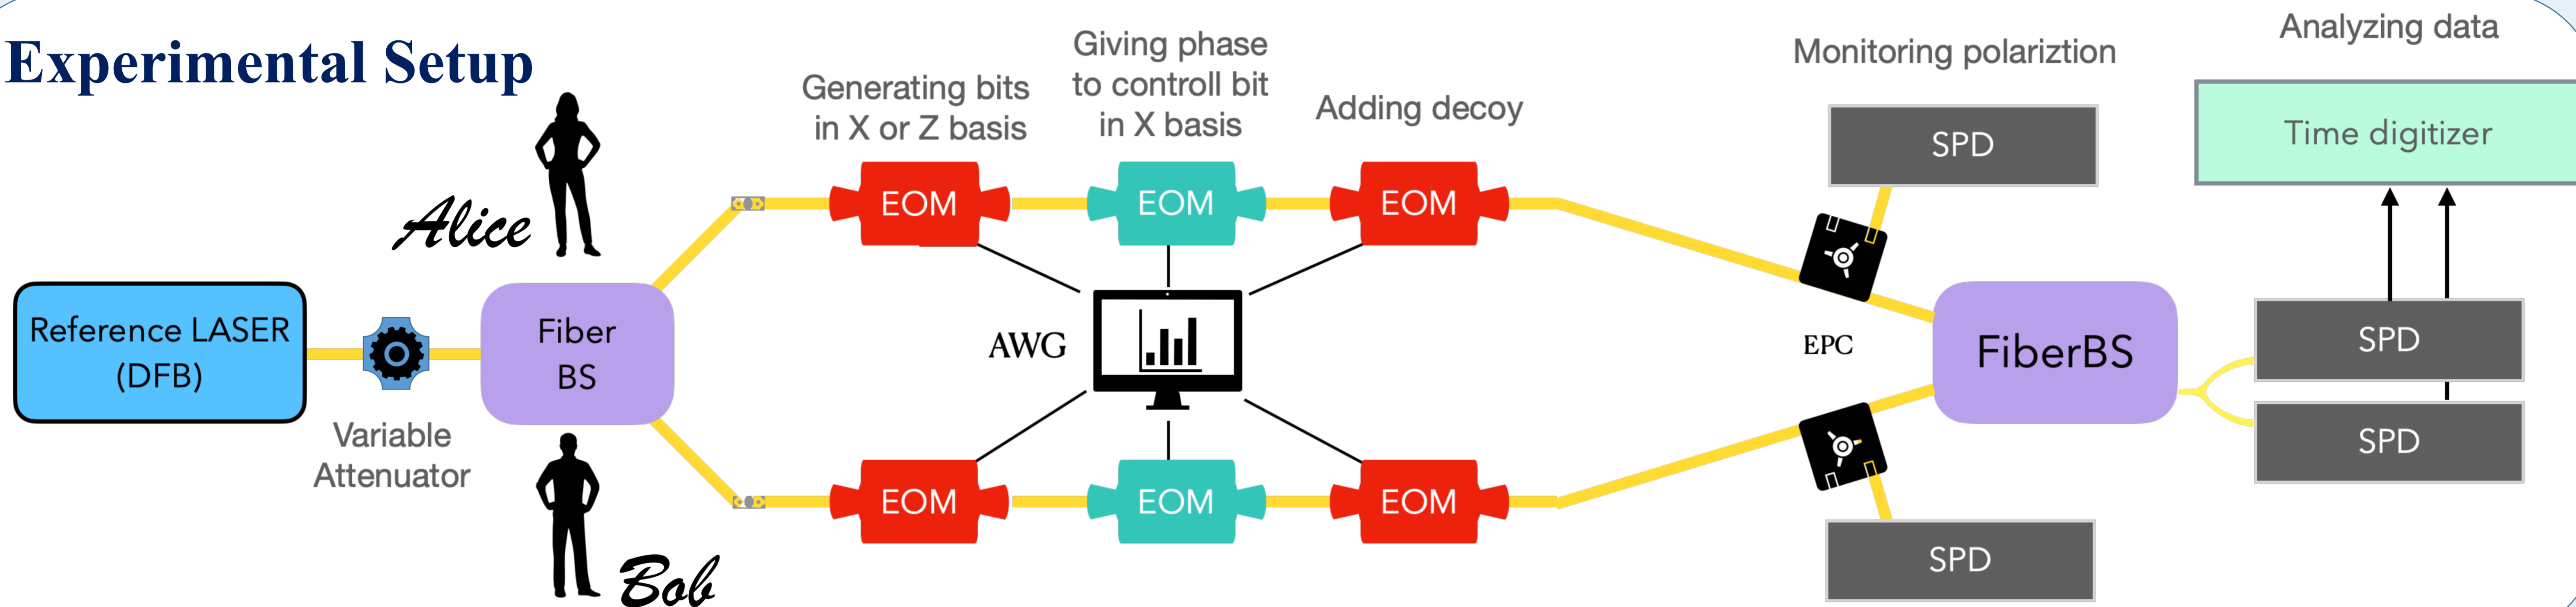 Experimental Setup
Alice
Reference LASER
(DFB)
Variable
Attenuator
Fiber
BS
Bob
Generating bits
in X or Z basis
Giving phase
to controll bit
in X basis
Adding decoy
EOM
EOM
EOM
AWG
EOM
EOM
EOM
Monitoring polariztion
SPD
EPC
FiberBS
SPD
Analyzing data
Time digitizer
SPD
SPD